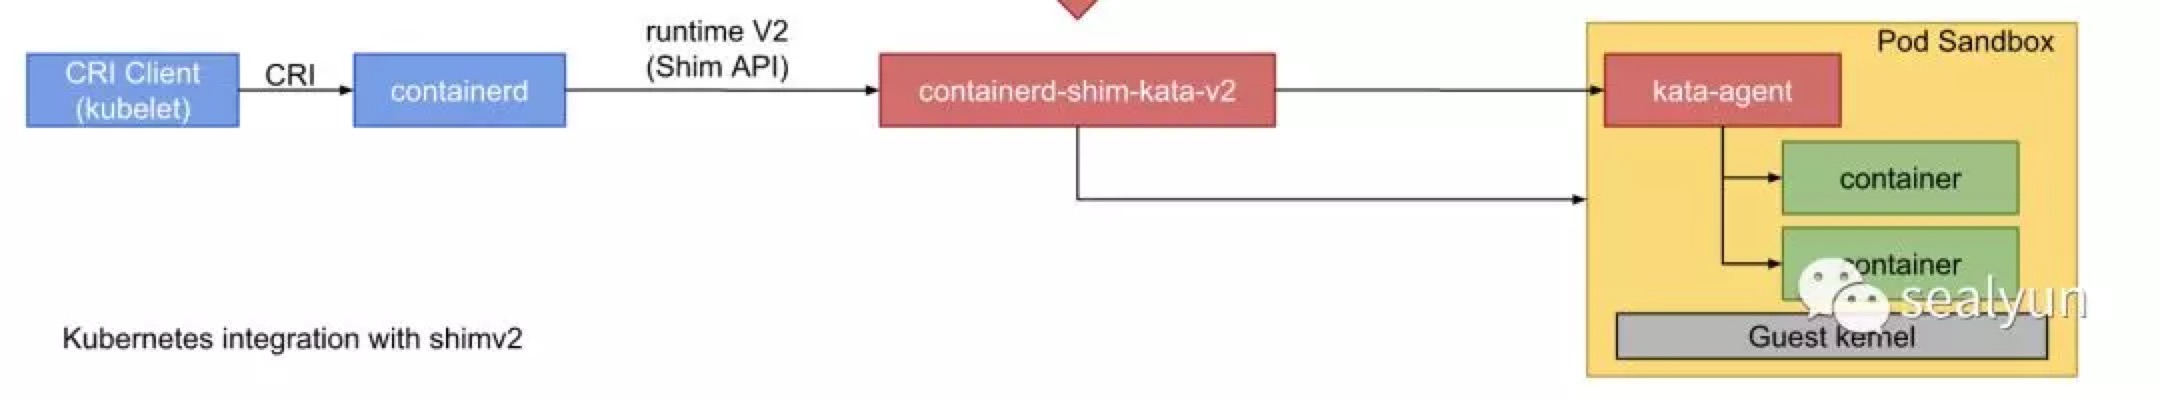 runtime V2
(Shim API)
Pod Sandbox
CRI Client
(kubelet)
CRI
containerd
containerd-shim-kata-v2
kata-agent
container
container
sealyun
Guest kernel
Kubernetes integration with shimv2